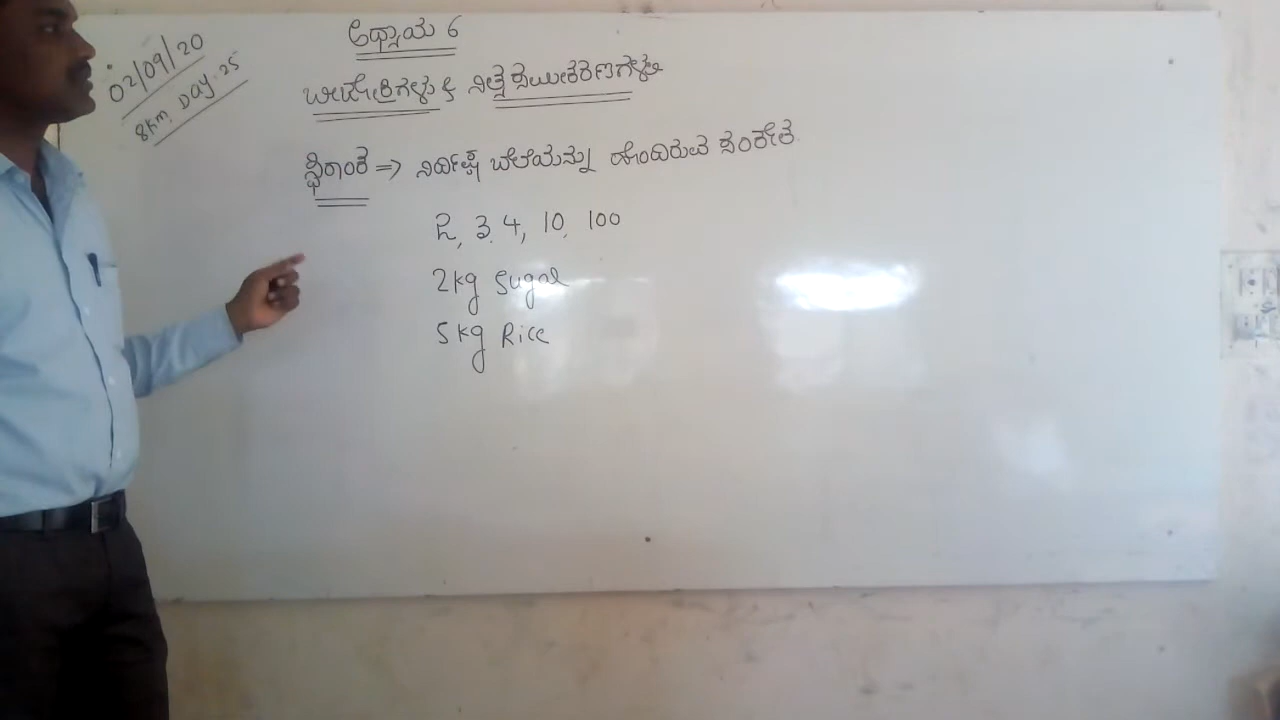 02/09/20
8km DAY-25
ಅಧ್ಯಾಯ 6
ಬೀಜೋಕ್ತಿಗಳು & ನಿತ್ಯಸಮೀಕರಣಗಳು
ಸ್ಥಿರಾಂಕ => ನಿರ್ದಿಷ್ಟ ಬೆಲೆಯನ್ನು ಹೊಂದಿರುವ ಸಂಕೇತ.
2, 3, 4, 10, 100
2kg Sugar
5kg Rice